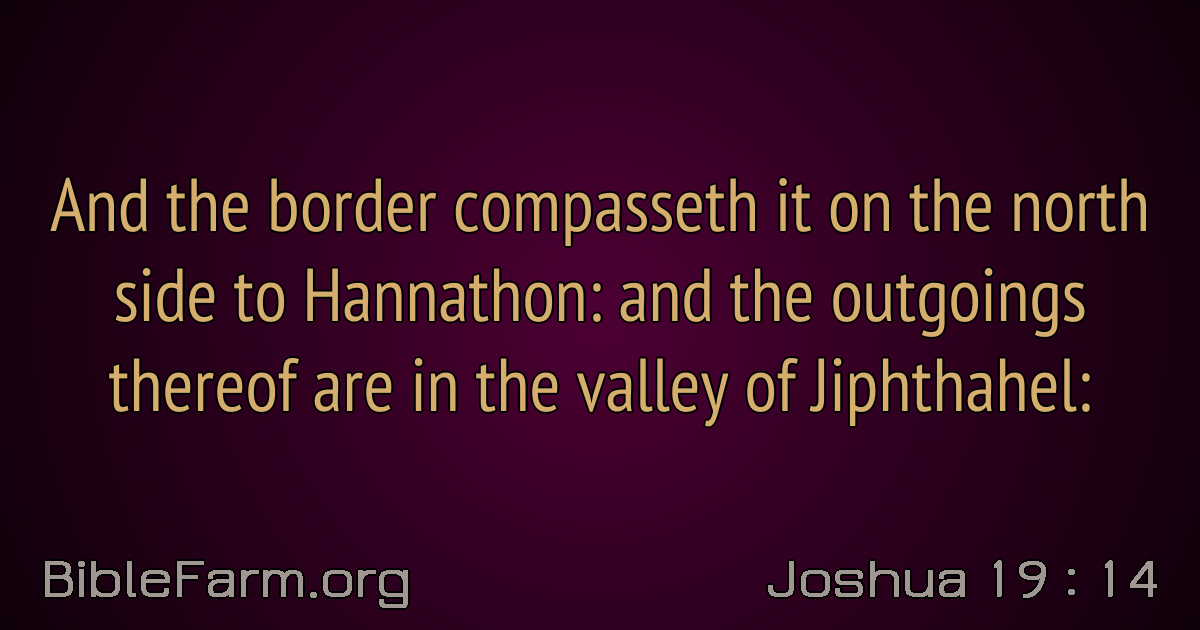 And the border compasseth it on the north
side to Hannathon: and the outgoings
thereof are in the valley of Jiphthahel:
BibleFarm.org
Joshua 19 : 14